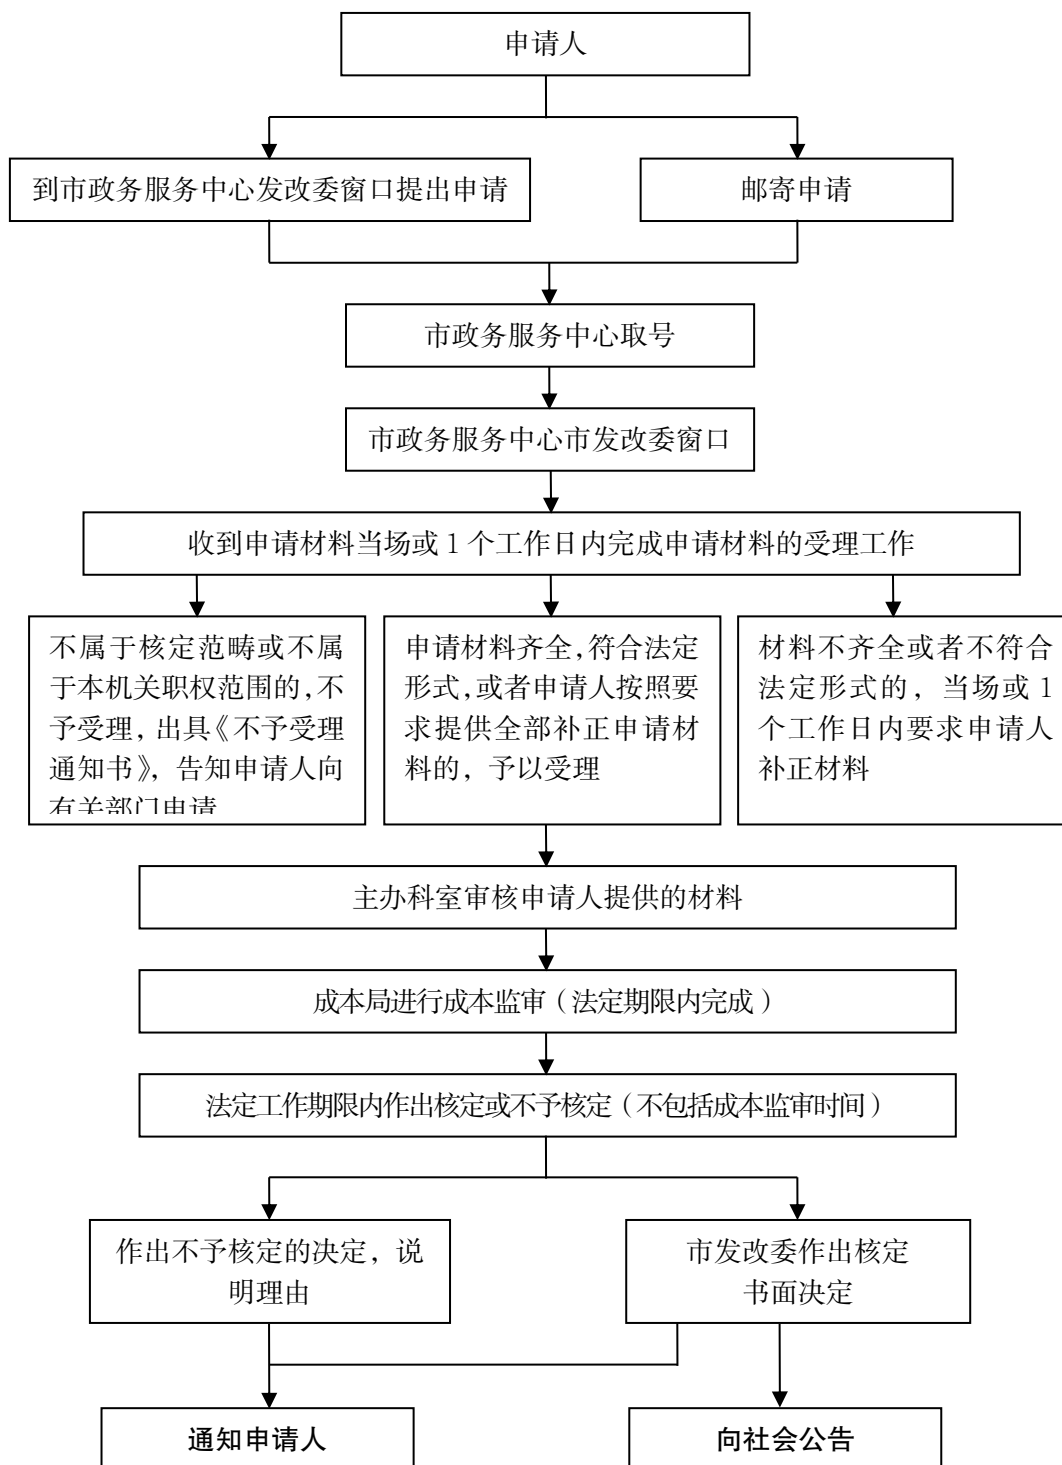 申请人
到市政务服务中心发改委窗口提出申请
邮寄申请
市政务服务中心取号
市政务服务中心市发改委窗口
收到申请材料当场或1个工作日内完成申请材料的受理工作
不属于核定范畴或不属
于本机关职权范围的,不
予受理, 出具《不予受理
通知书》, 告知申请人向
有关部门申请
申请材料齐全,符合法定
形式,或者申请人按照要
求提供全部补正申请材
料的, 予以受理
材料不齐全或者不符合
法定形式的, 当场或1
个工作日内要求申请人
补正材料
主办科室审核申请人提供的材料
成本局进行成本监审（法定期限内完成）
法定工作期限内作出核定或不予核定（不包括成本监审时间）
作出不予核定的决定, 说
明理由
市发改委作出核定
书面决定
通知申请人
向社会公告